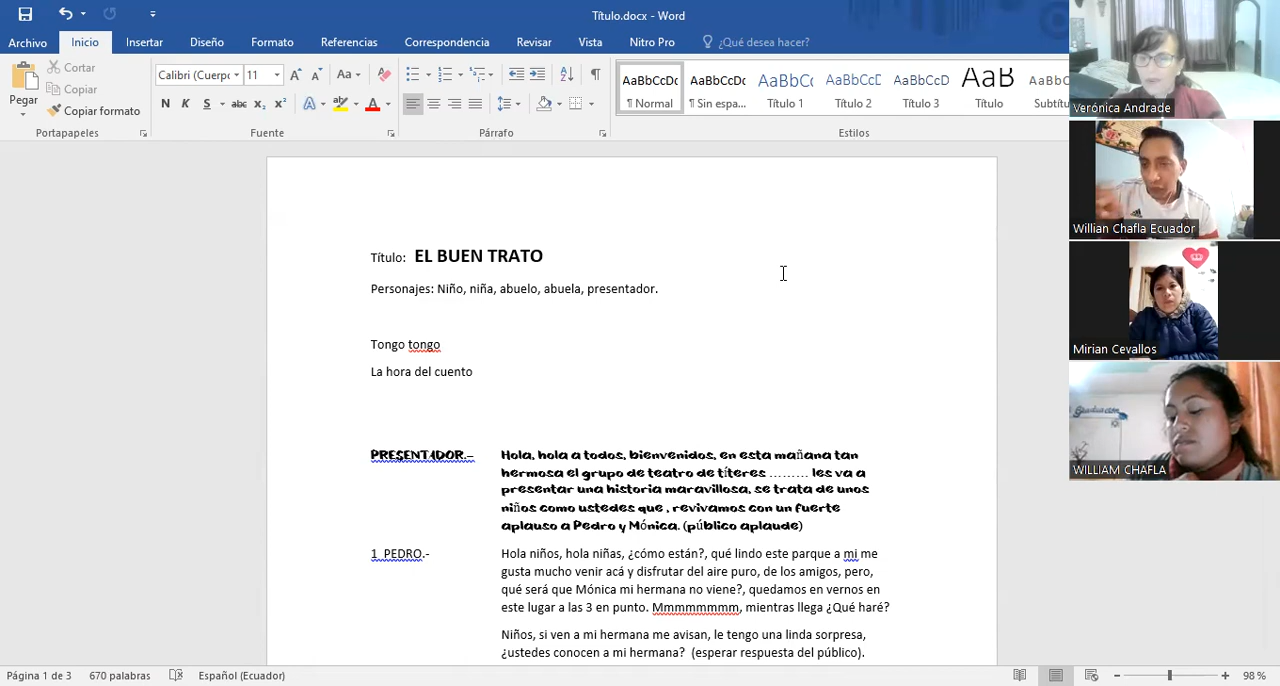 Título.docx - Word
Archivo Inicio Insertar Diseño Formato Referencias Correspondencia Revisar Vista Nitro Pro ¿Qué desea hacer?
Pegar
Cortar
Copiar
Copiar formato
Portapapeles
Calibri (Cuerpo 11
N K S abc x₂ x²
Fuente
Párrafo
AaBbCcDc AaBbCcDc AaBbCc AaBbCcC AaBbCcD AaB AaBbCc
¶ Normal ¶ Sin espa... Título 1 Título 2 Título 3 Título Subtítu
Estilos
Verónica Andrade
Willian Chafla Ecuador
Mirian Cevallos
Graduación
WILLIAM CHAFLA
Título: EL BUEN TRATO
Personajes: Niño, niña, abuelo, abuela, presentador.
Tongo tongo
La hora del cuento
PRESENTADOR.- Hola, hola a todos, bienvenidos, en esta mañana tan
hermosa el grupo de teatro de títeres ......... les va a
presentar una historia maravillosa, se trata de unos
niños como ustedes que , revivamos con un fuerte
aplauso a Pedro y Mónica. (público aplaude)
1 PEDRO.- Hola niños, hola niñas, ¿cómo están?, qué lindo este parque a mi me
gusta mucho venir acá y disfrutar del aire puro, de los amigos, pero,
qué será que Mónica mi hermana no viene?, quedamos en vernos en
este lugar a las 3 en punto. Mmmmmmmm, mientras llega ¿Qué haré?
Niños, si ven a mi hermana me avisan, le tengo una linda sorpresa,
¿ustedes conocen a mi hermana? (esperar respuesta del público).
Página 1 de 3 670 palabras Español (Ecuador) 98 %